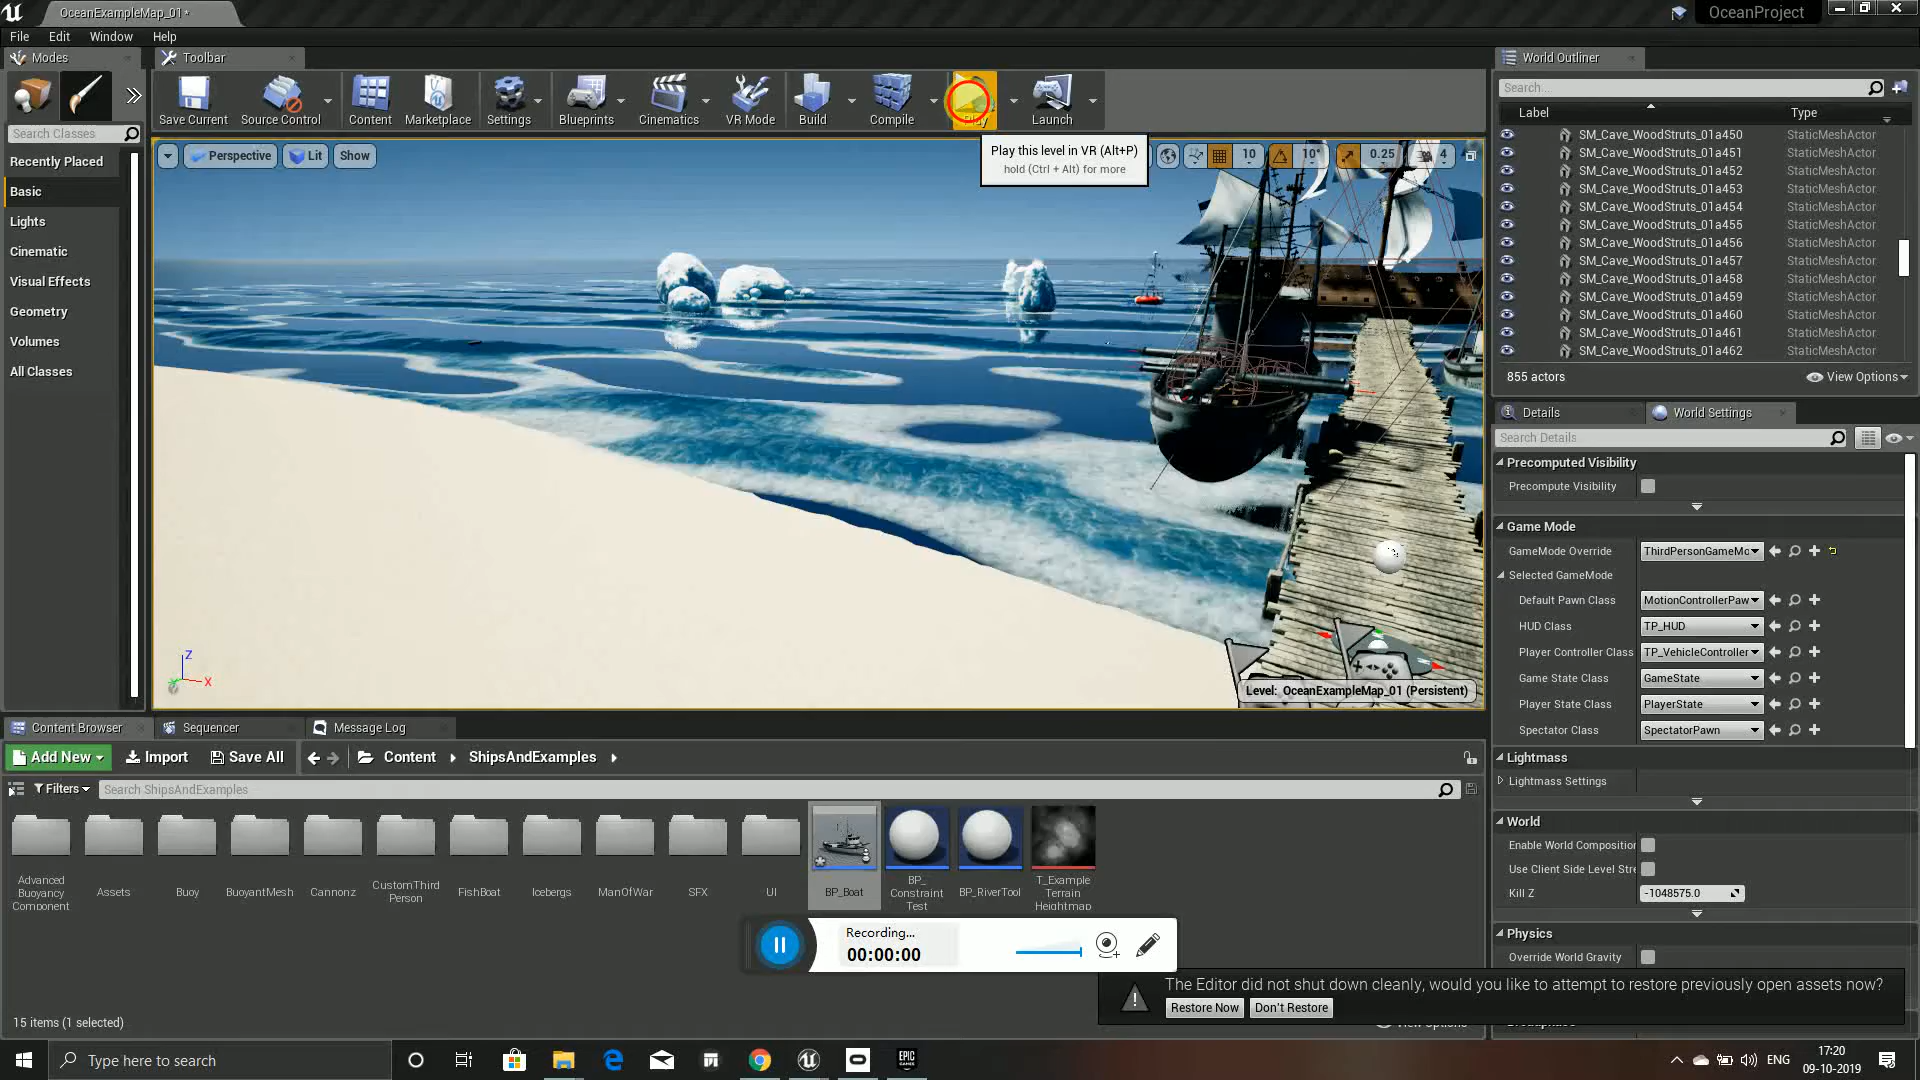 OceanExampleMap_01*
OceanProject
File Edit Window Help
Modes
Toolbar
World Outliner
Search Classes
Recently Placed
Basic
Lights
Cinematic
Visual Effects
Geometry
Volumes
All Classes
Save Current
Source Control
Content
Marketplace
Settings
Blueprints
Cinematics
VR Mode
Build
Compile
Play
Launch
Play this level in VR (Alt+P)
hold (Ctrl + Alt) for more
Perspective
Lit
Show
10
10°
0.25
4
Level: OceanExampleMap_01 (Persistent)
Z
X
Search...
Label Type
SM_Cave_WoodStruts_01a450 StaticMeshActor
SM_Cave_WoodStruts_01a451 StaticMeshActor
SM_Cave_WoodStruts_01a452 StaticMeshActor
SM_Cave_WoodStruts_01a453 StaticMeshActor
SM_Cave_WoodStruts_01a454 StaticMeshActor
SM_Cave_WoodStruts_01a455 StaticMeshActor
SM_Cave_WoodStruts_01a456 StaticMeshActor
SM_Cave_WoodStruts_01a457 StaticMeshActor
SM_Cave_WoodStruts_01a458 StaticMeshActor
SM_Cave_WoodStruts_01a459 StaticMeshActor
SM_Cave_WoodStruts_01a460 StaticMeshActor
SM_Cave_WoodStruts_01a461 StaticMeshActor
SM_Cave_WoodStruts_01a462 StaticMeshActor
855 actors
View Options
Details
World Settings
Search Details
Precomputed Visibility
Precompute Visibility
Game Mode
GameMode Override ThirdPersonGameMo
Selected GameMode
Default Pawn Class MotionControllerPaw
HUD Class TP_HUD
Player Controller Class TP_VehicleController
Game State Class GameState
Player State Class PlayerState
Spectator Class SpectatorPawn
Lightmass
Lightmass Settings
World
Enable World Composition
Use Client Side Level Stre
Kill Z -1048575.0
Physics
Override World Gravity
Content Browser
Sequencer
Message Log
Add New
Import
Save All
Content
ShipsAndExamples
Filters
Search ShipsAndExamples
Advanced
Buoyancy
Component
Assets
Buoy
BuoyantMesh
Cannonz
CustomThird
Person
FishBoat
Icebergs
ManOfWar
SFX
UI
BP_Boat
BP_
Constraint
Test
BP_RiverTool
T_Example
Terrain
Heightmap
Recording...
00:00:00
The Editor did not shut down cleanly, would you like to attempt to restore previously open assets now?
Restore Now
Don't Restore
View Options
15 items (1 selected)
Type here to search
EPIC
GAMES
ENG
17:20
09-10-2019